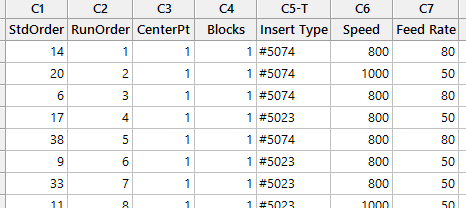 C1 C2 C3 C4 C5-T C6 C7
StdOrder RunOrder CenterPt Blocks Insert Type Speed Feed Rate
14 1 1 1 #5074 800 80
20 2 1 1 #5074 1000 50
6 3 1 1 #5074 800 80
17 4 1 1 #5023 800 50
38 5 1 1 #5074 800 80
9 6 1 1 #5023 800 50
33 7 1 1 #5023 800 50
11 8 1 1 #5023 1000 50